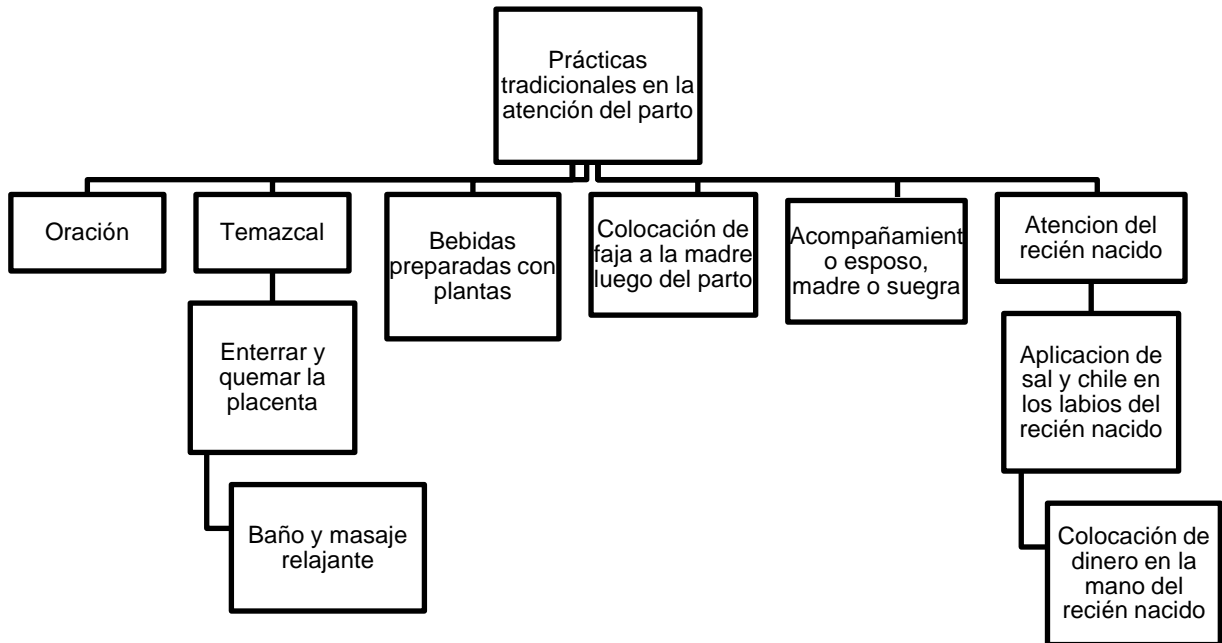 Prácticas
tradicionales en la
atención del parto
Oración
Temazcal
Bebidas
preparadas con
plantas
Colocación de
faja a la madre
luego del parto
Acompañamient
o esposo,
madre o suegra
Atencion del
recién nacido
Enterrar y
quemar la
placenta
Aplicacion de
sal y chile en
los labios del
recién nacido
Baño y masaje
relajante
Colocación de
dinero en la
mano del
recién nacido